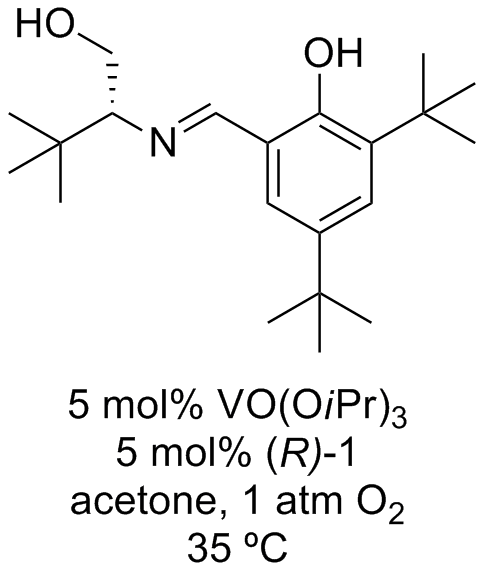 HO
OH
N
5 mol% VO(OiPr)₃
5 mol% (R)-1
acetone, 1 atm O₂
35 ºC